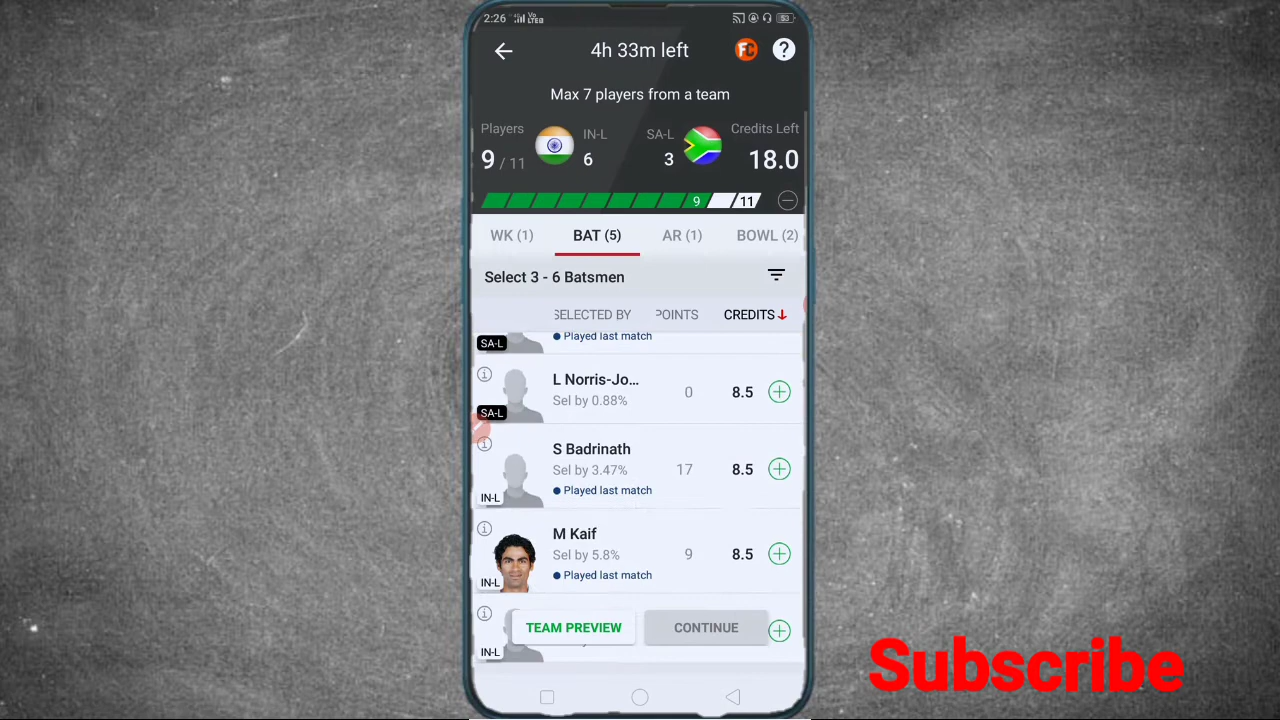 2:26 Vo LTEB 50
4h 33m left FC ?
Max 7 players from a team
Players IN-L SA-L Credits Left
9 / 11 6 3 18.0
9 11
WK (1) BAT (5) AR (1) BOWL (2)
Select 3 - 6 Batsmen
SELECTED BY POINTS CREDITS
SA-L Played last match
L Norris-Jo... 0 8.5
Sel by 0.88%
SA-L
S Badrinath
Sel by 3.47% 17 8.5
IN-L Played last match
M Kaif
Sel by 5.8% 9 8.5
IN-L Played last match
TEAM PREVIEW CONTINUE
IN-L
Subscribe